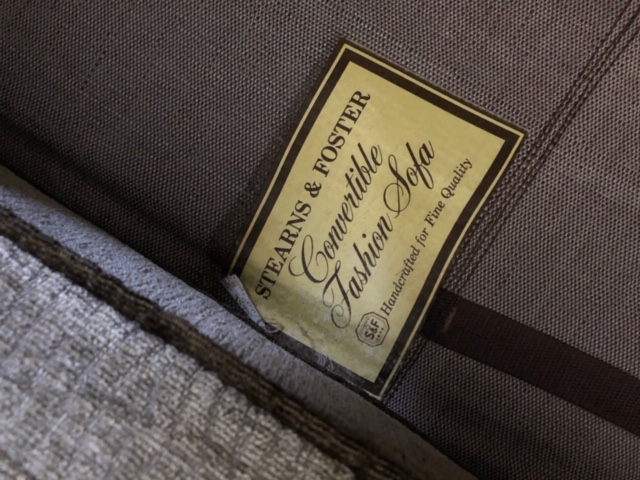 STEARNS & FOSTER
Convertible
Fashion Sofa
Handcrafted for Fine Quality
S&F